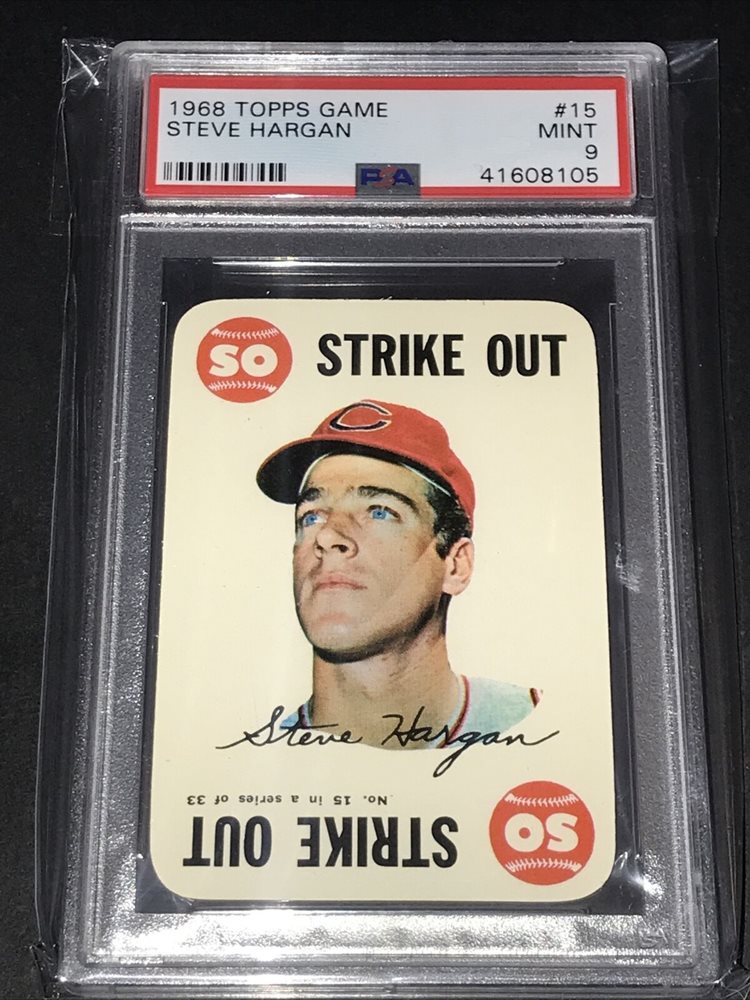 1968 TOPPS GAME #15
STEVE HARGAN MINT
9
PSA 41608105
SO STRIKE OUT
C
Steve Hargan
No. 15 in a series of 33
STRIKE OUT SO